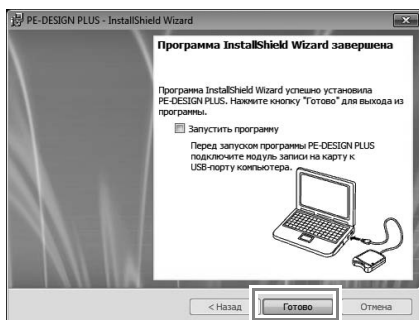 PE-DESIGN PLUS - InstallShield Wizard
Программа InstallShield Wizard завершена
Программа InstallShield Wizard успешно установила
PE-DESIGN PLUS. Нажмите кнопку "Готово" для выхода из
программы.
Запустить программу
Перед запуском программы PE-DESIGN PLUS
подключите модуль записи на карту к
USB-порту компьютера.
< Назад
Готово
Отмена